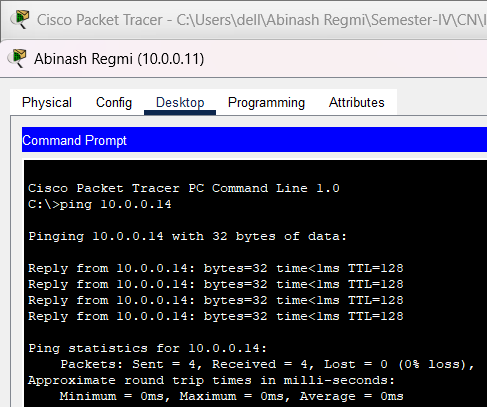 Cisco Packet Tracer - C:\Users\dell\Abinash Regmi\Semester-IV\CN\
Abinash Regmi (10.0.0.11)
Physical Config Desktop Programming Attributes
Command Prompt
Cisco Packet Tracer PC Command Line 1.0
C:\>ping 10.0.0.14
Pinging 10.0.0.14 with 32 bytes of data:
Reply from 10.0.0.14: bytes=32 time<1ms TTL=128
Reply from 10.0.0.14: bytes=32 time<1ms TTL=128
Reply from 10.0.0.14: bytes=32 time<1ms TTL=128
Reply from 10.0.0.14: bytes=32 time<1ms TTL=128
Ping statistics for 10.0.0.14:
Packets: Sent = 4, Received = 4, Lost = 0 (0% loss),
Approximate round trip times in milli-seconds:
Minimum = 0ms, Maximum = 0ms, Average = 0ms